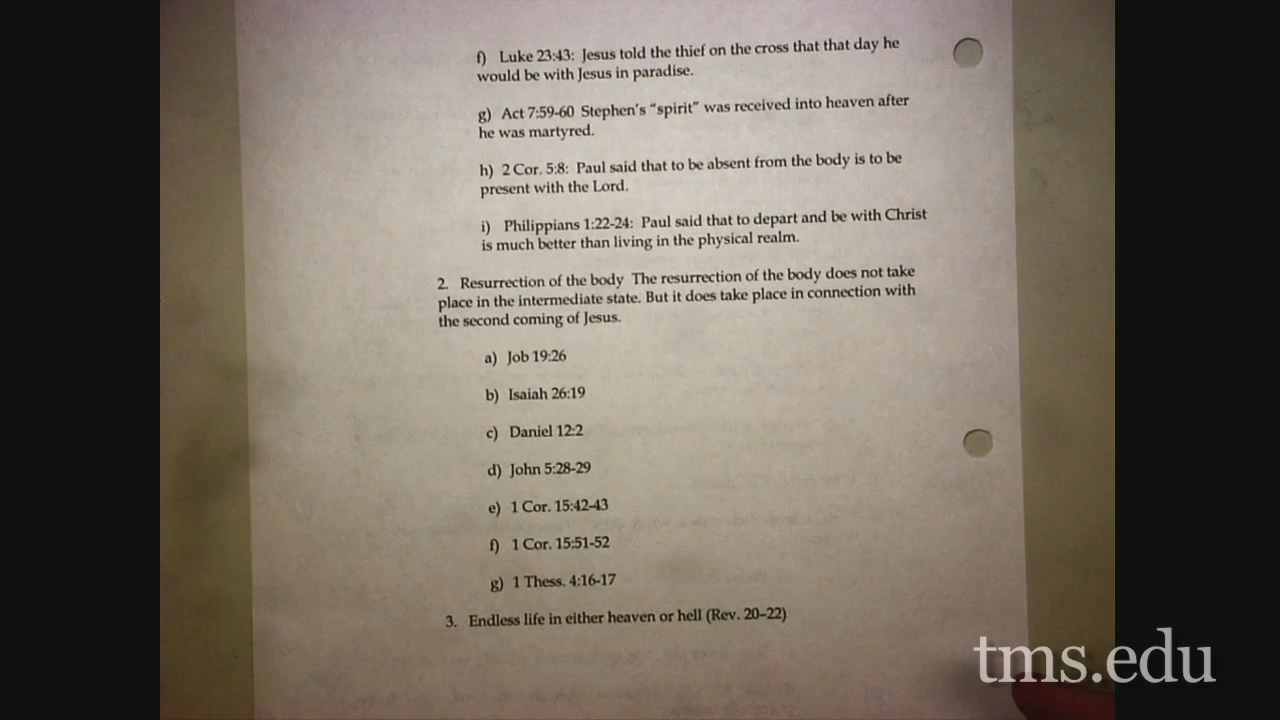 f) Luke 23:43: Jesus told the thief on the cross that that day he
would be with Jesus in paradise.
g) Act 7:59-60 Stephen's “spirit” was received into heaven after
he was martyred.
h) 2 Cor. 5:8: Paul said that to be absent from the body is to be
present with the Lord.
i) Philippians 1:22-24: Paul said that to depart and be with Christ
is much better than living in the physical realm.
2. Resurrection of the body The resurrection of the body does not take
place in the intermediate state. But it does take place in connection with
the second coming of Jesus.
a) Job 19:26
b) Isaiah 26:19
c) Daniel 12:2
d) John 5:28-29
e) 1 Cor. 15:42-43
f) 1 Cor. 15:51-52
g) 1 Thess. 4:16-17
3. Endless life in either heaven or hell (Rev. 20–22)
tms.edu